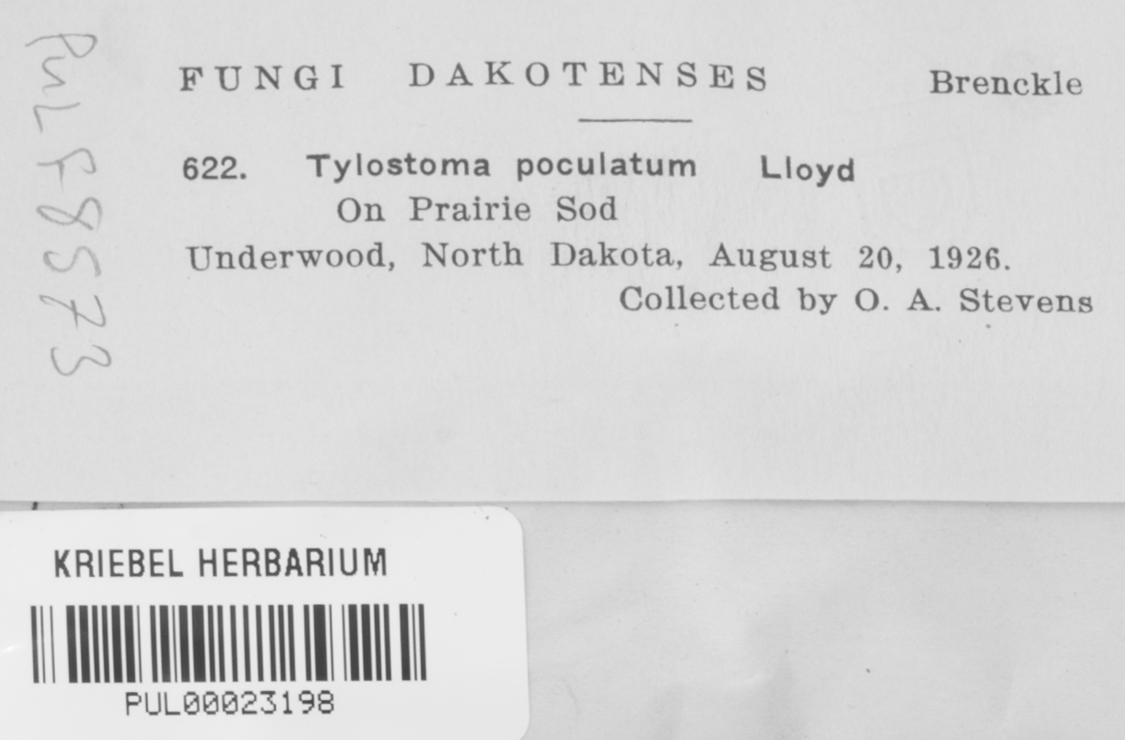 FUNGI DAKOTENSES Brenckle
622. Tylostoma poculatum Lloyd
On Prairie Sod
Underwood, North Dakota, August 20, 1926.
Collected by O. A. Stevens
PUL F8573
KRIEBEL HERBARIUM
PUL00023198